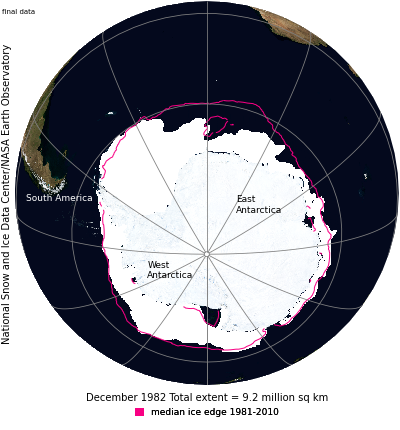 final data
National Snow and Ice Data Center/NASA Earth Observatory
South America
East
Antarctica
West
Antarctica
December 1982 Total extent = 9.2 million sq km
median ice edge 1981-2010